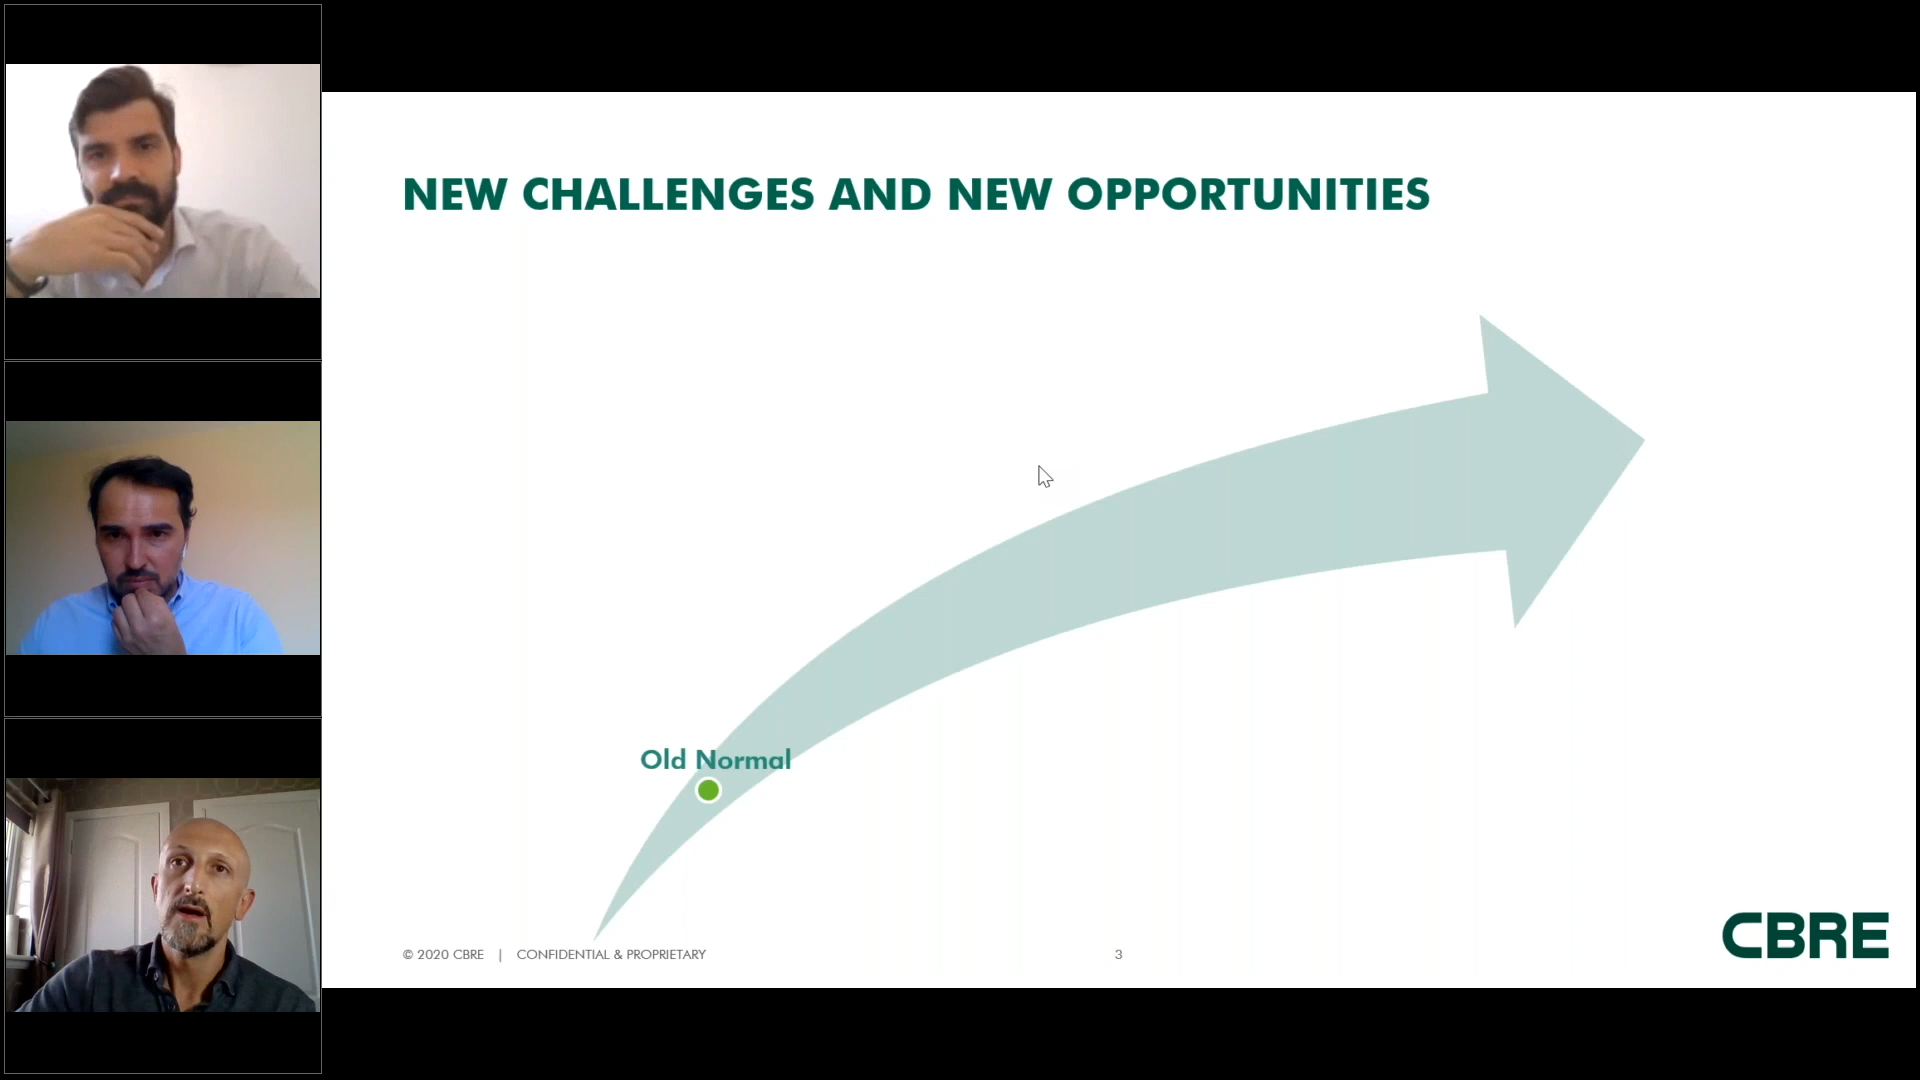 NEW CHALLENGES AND NEW OPPORTUNITIES
Old Normal
© 2020 CBRE | CONFIDENTIAL & PROPRIETARY
3
CBRE